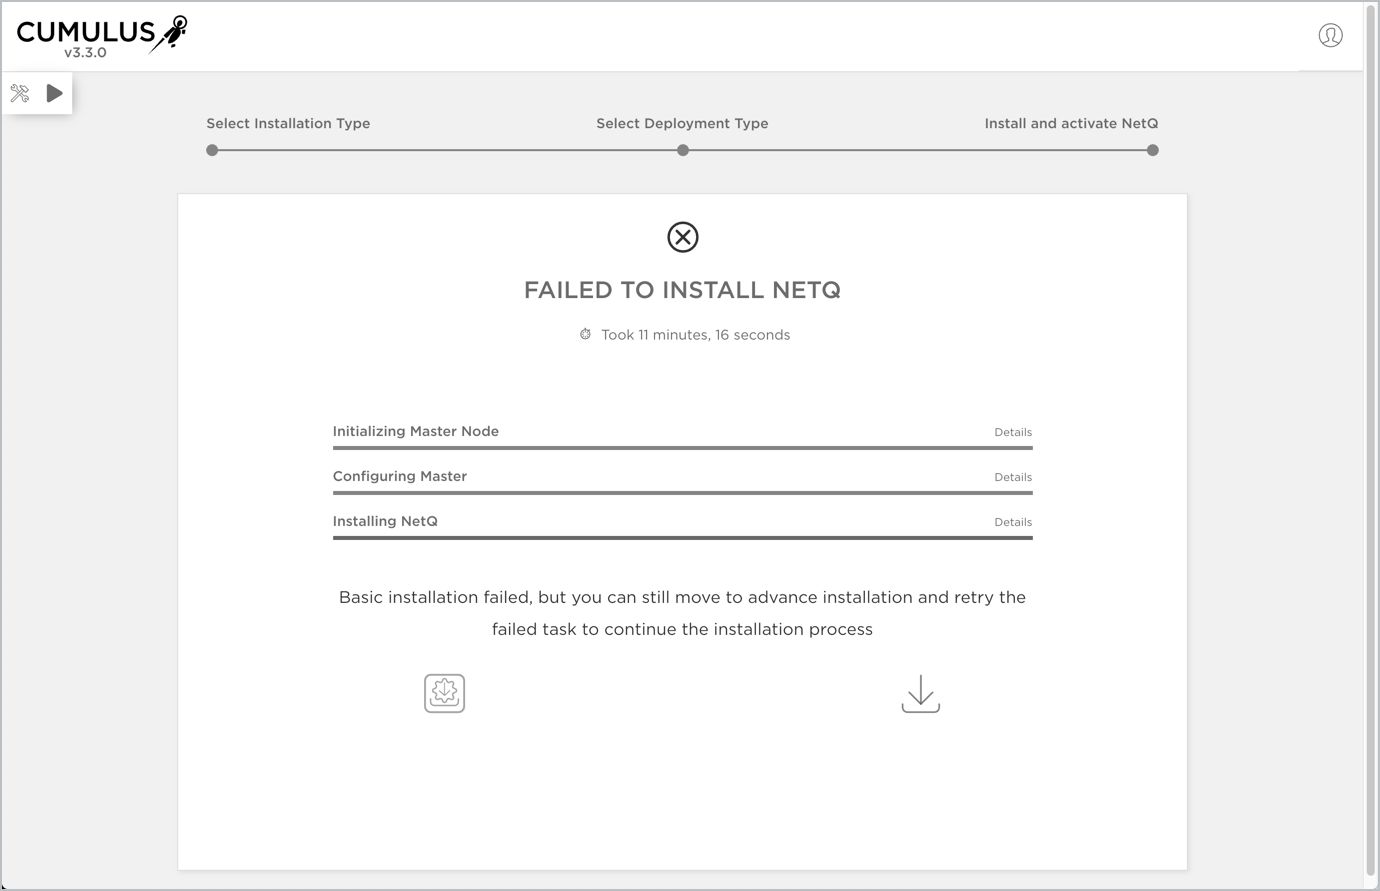 CUMULUS
v3.3.0
Select Installation Type
Select Deployment Type
Install and activate NetQ
FAILED TO INSTALL NETQ
Took 11 minutes, 16 seconds
Initializing Master Node
Details
Configuring Master
Details
Installing NetQ
Details
Basic installation failed, but you can still move to advance installation and retry the
failed task to continue the installation process